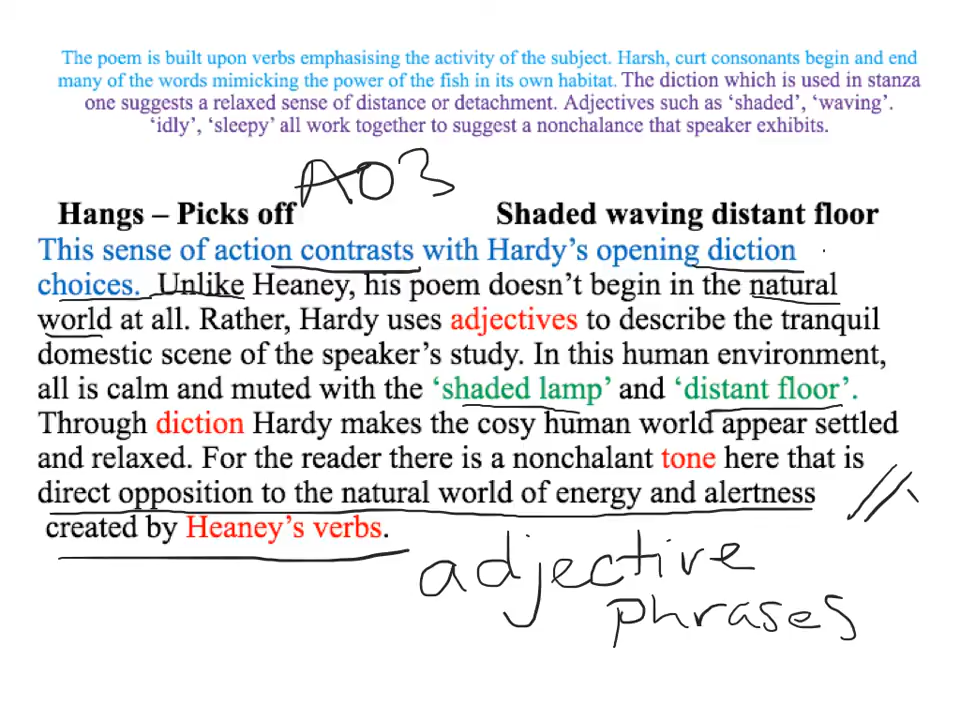 The poem is built upon verbs emphasising the activity of the subject. Harsh, curt consonants begin and end
many of the words mimicking the power of the fish in its own habitat. The diction which is used in stanza
one suggests a relaxed sense of distance or detachment. Adjectives such as ‘shaded’, ‘waving’.
‘idly’, ‘sleepy’ all work together to suggest a nonchalance that speaker exhibits.
AO3
Hangs – Picks off Shaded waving distant floor
This sense of action contrasts with Hardy’s opening diction
choices. Unlike Heaney, his poem doesn’t begin in the natural
world at all. Rather, Hardy uses adjectives to describe the tranquil
domestic scene of the speaker’s study. In this human environment,
all is calm and muted with the ‘shaded lamp’ and ‘distant floor’.
Through diction Hardy makes the cosy human world appear settled
and relaxed. For the reader there is a nonchalant tone here that is
direct opposition to the natural world of energy and alertness
created by Heaney’s verbs.
adjective
phrases